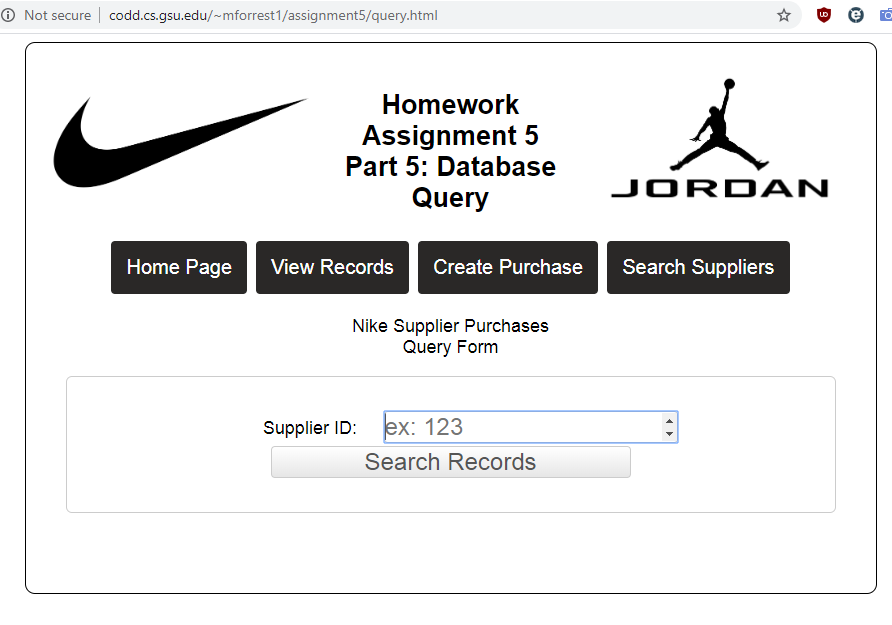 Not secure | codd.cs.gsu.edu/~mforrest1/assignment5/query.html
Homework
Assignment 5
Part 5: Database
Query
JORDAN
Home Page
View Records
Create Purchase
Search Suppliers
Nike Supplier Purchases
Query Form
Supplier ID:
ex: 123
Search Records